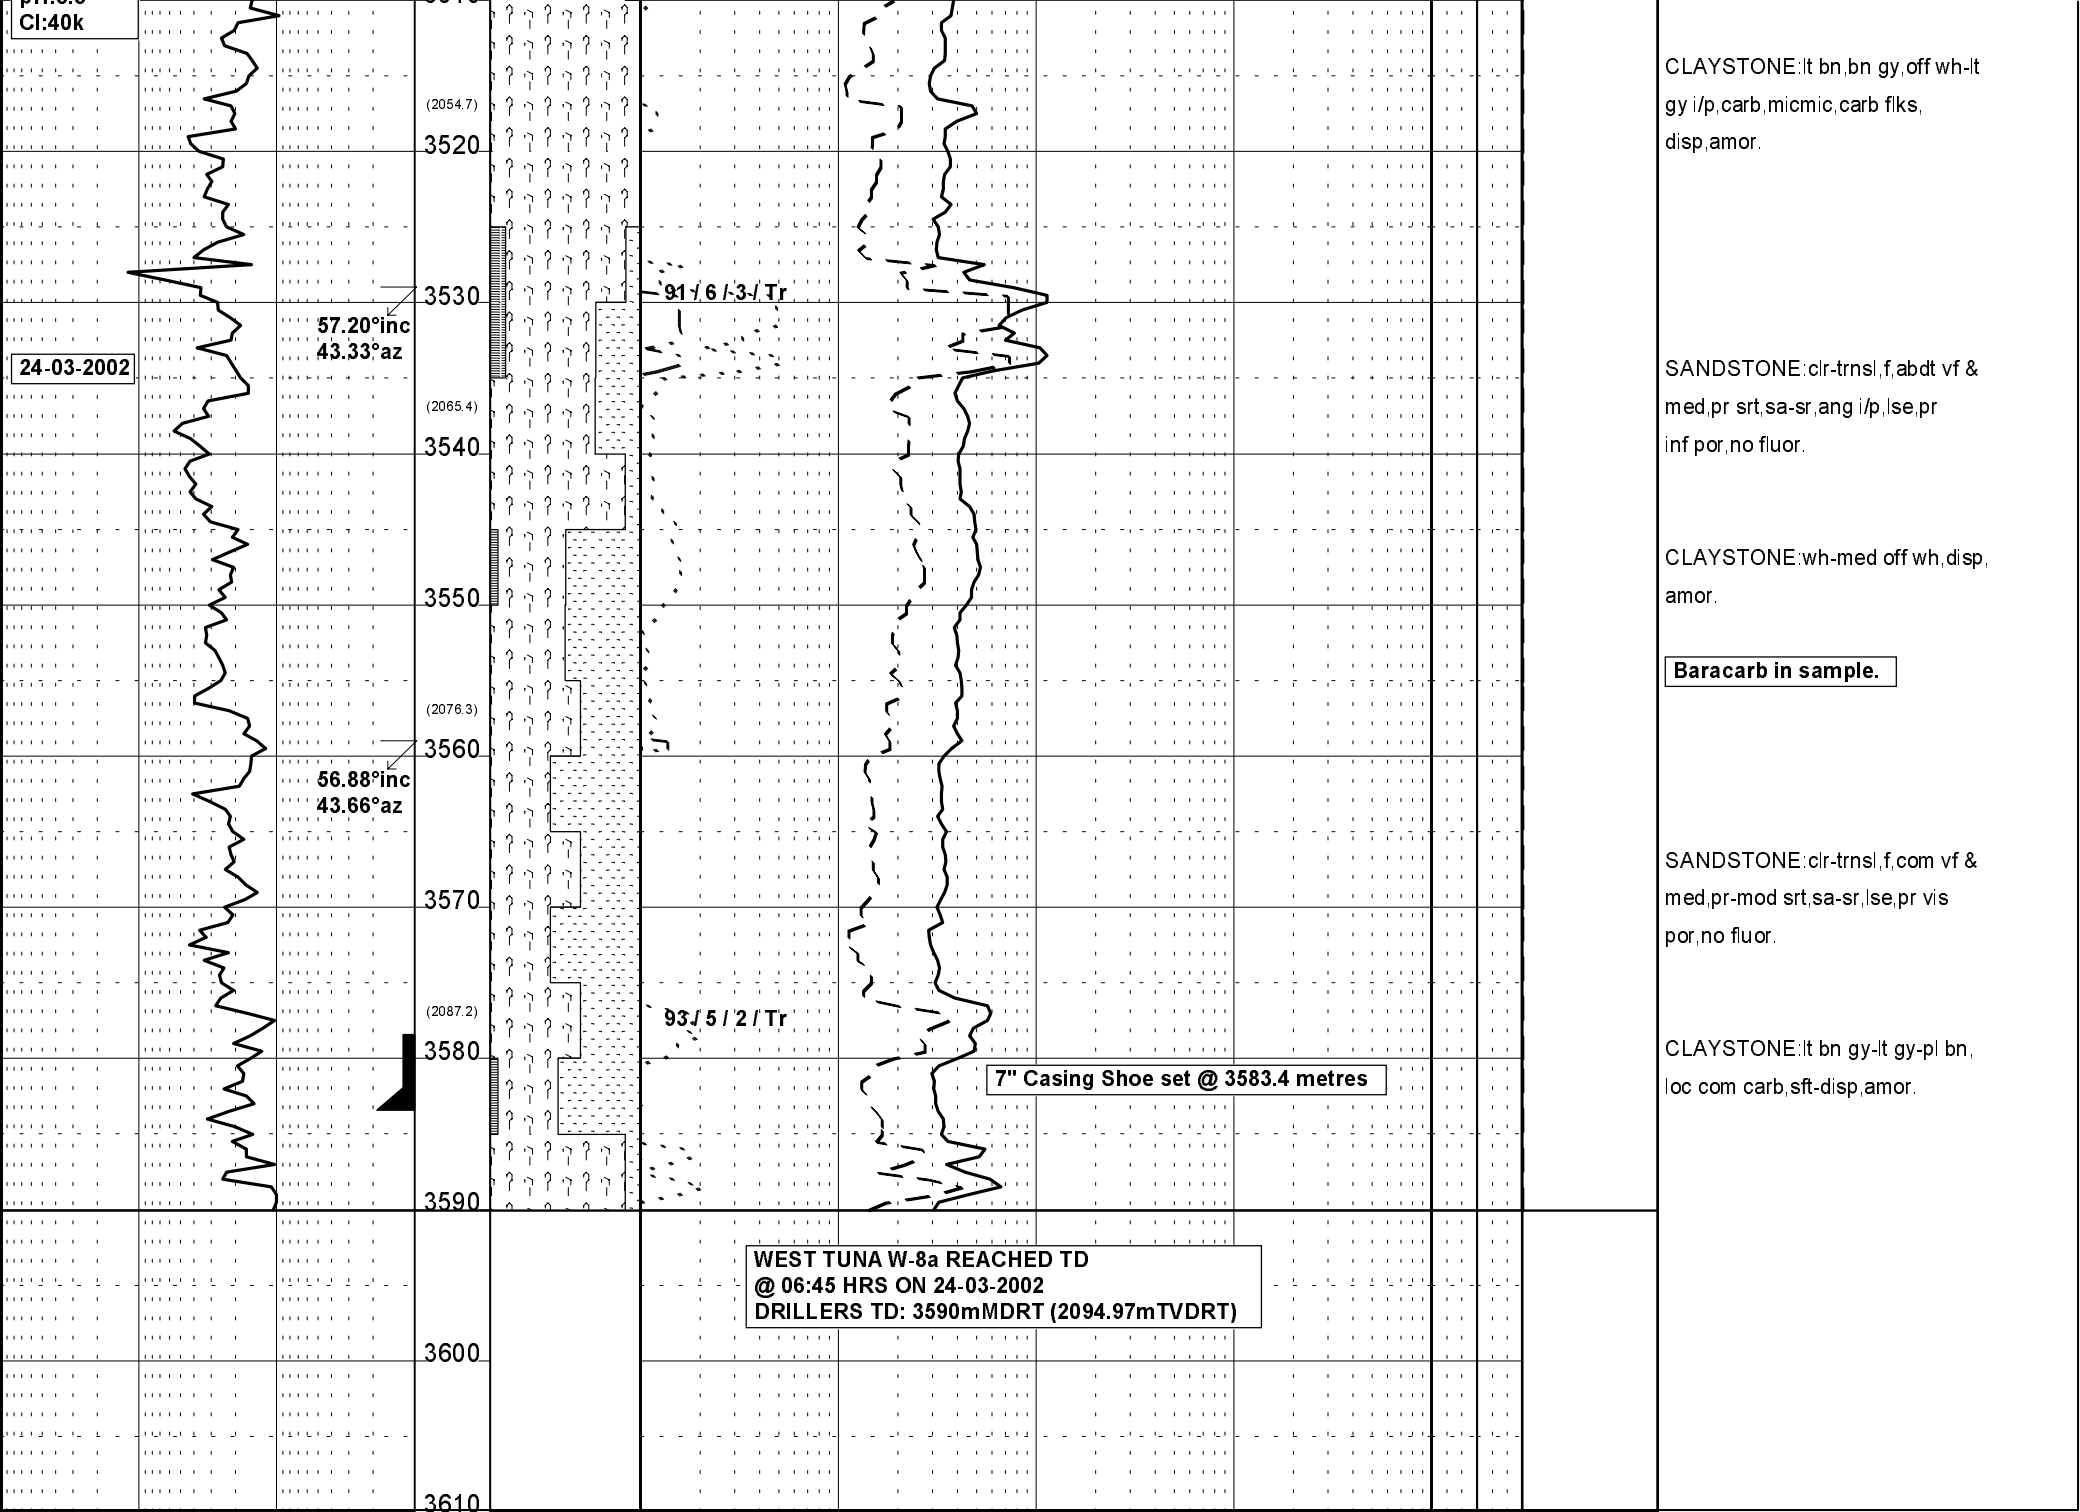 Cl:40k
CLAYSTONE:lt bn,bn gy,off wh-lt
gy i/p,carb,micmic,carb flks,
disp,amor.
(2054.7)
3520
91 / 6 / 3 / Tr
3530
57.20°inc
43.33°az
24-03-2002
SANDSTONE:clr-trnsl,f,abdt vf &
med,pr srt,sa-sr,ang i/p,lse,pr
inf por,no fluor.
(2065.4)
3540
CLAYSTONE:wh-med off wh,disp,
amor.
3550
Baracarb in sample.
(2076.3)
3560
56.88°inc
43.66°az
SANDSTONE:clr-trnsl,f,com vf &
med,pr-mod srt,sa-sr,lse,pr vis
por,no fluor.
3570
(2087.2)
93 / 5 / 2 / Tr
3580
CLAYSTONE:lt bn gy-lt gy-pl bn,
loc com carb,sft-disp,amor.
7" Casing Shoe set @ 3583.4 metres
3590
WEST TUNA W-8a REACHED TD
@ 06:45 HRS ON 24-03-2002
DRILLERS TD: 3590mMDRT (2094.97mTVDRT)
3600
3610